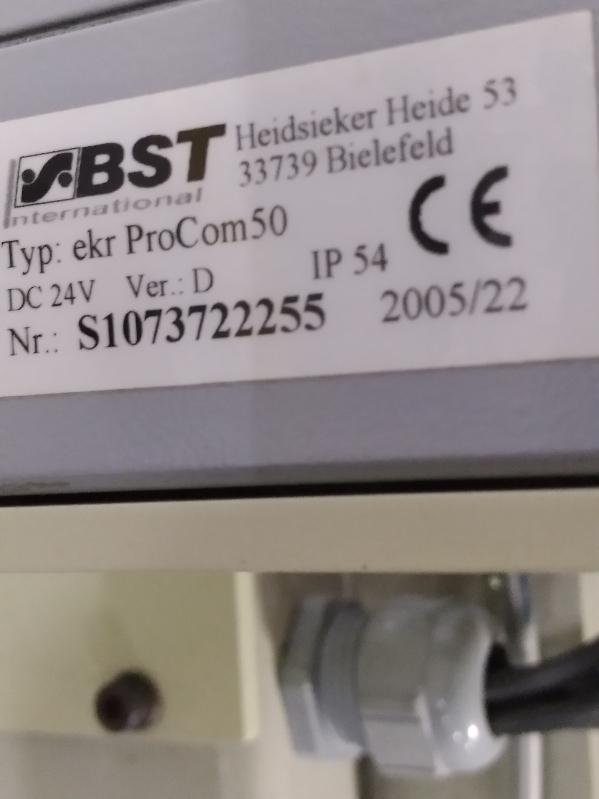 BST
International
Heidsieker Heide 53
33739 Bielefeld
Typ: ekr ProCom50
CE
DC 24V Ver.: D IP 54
Nr.: S1073722255 2005/22